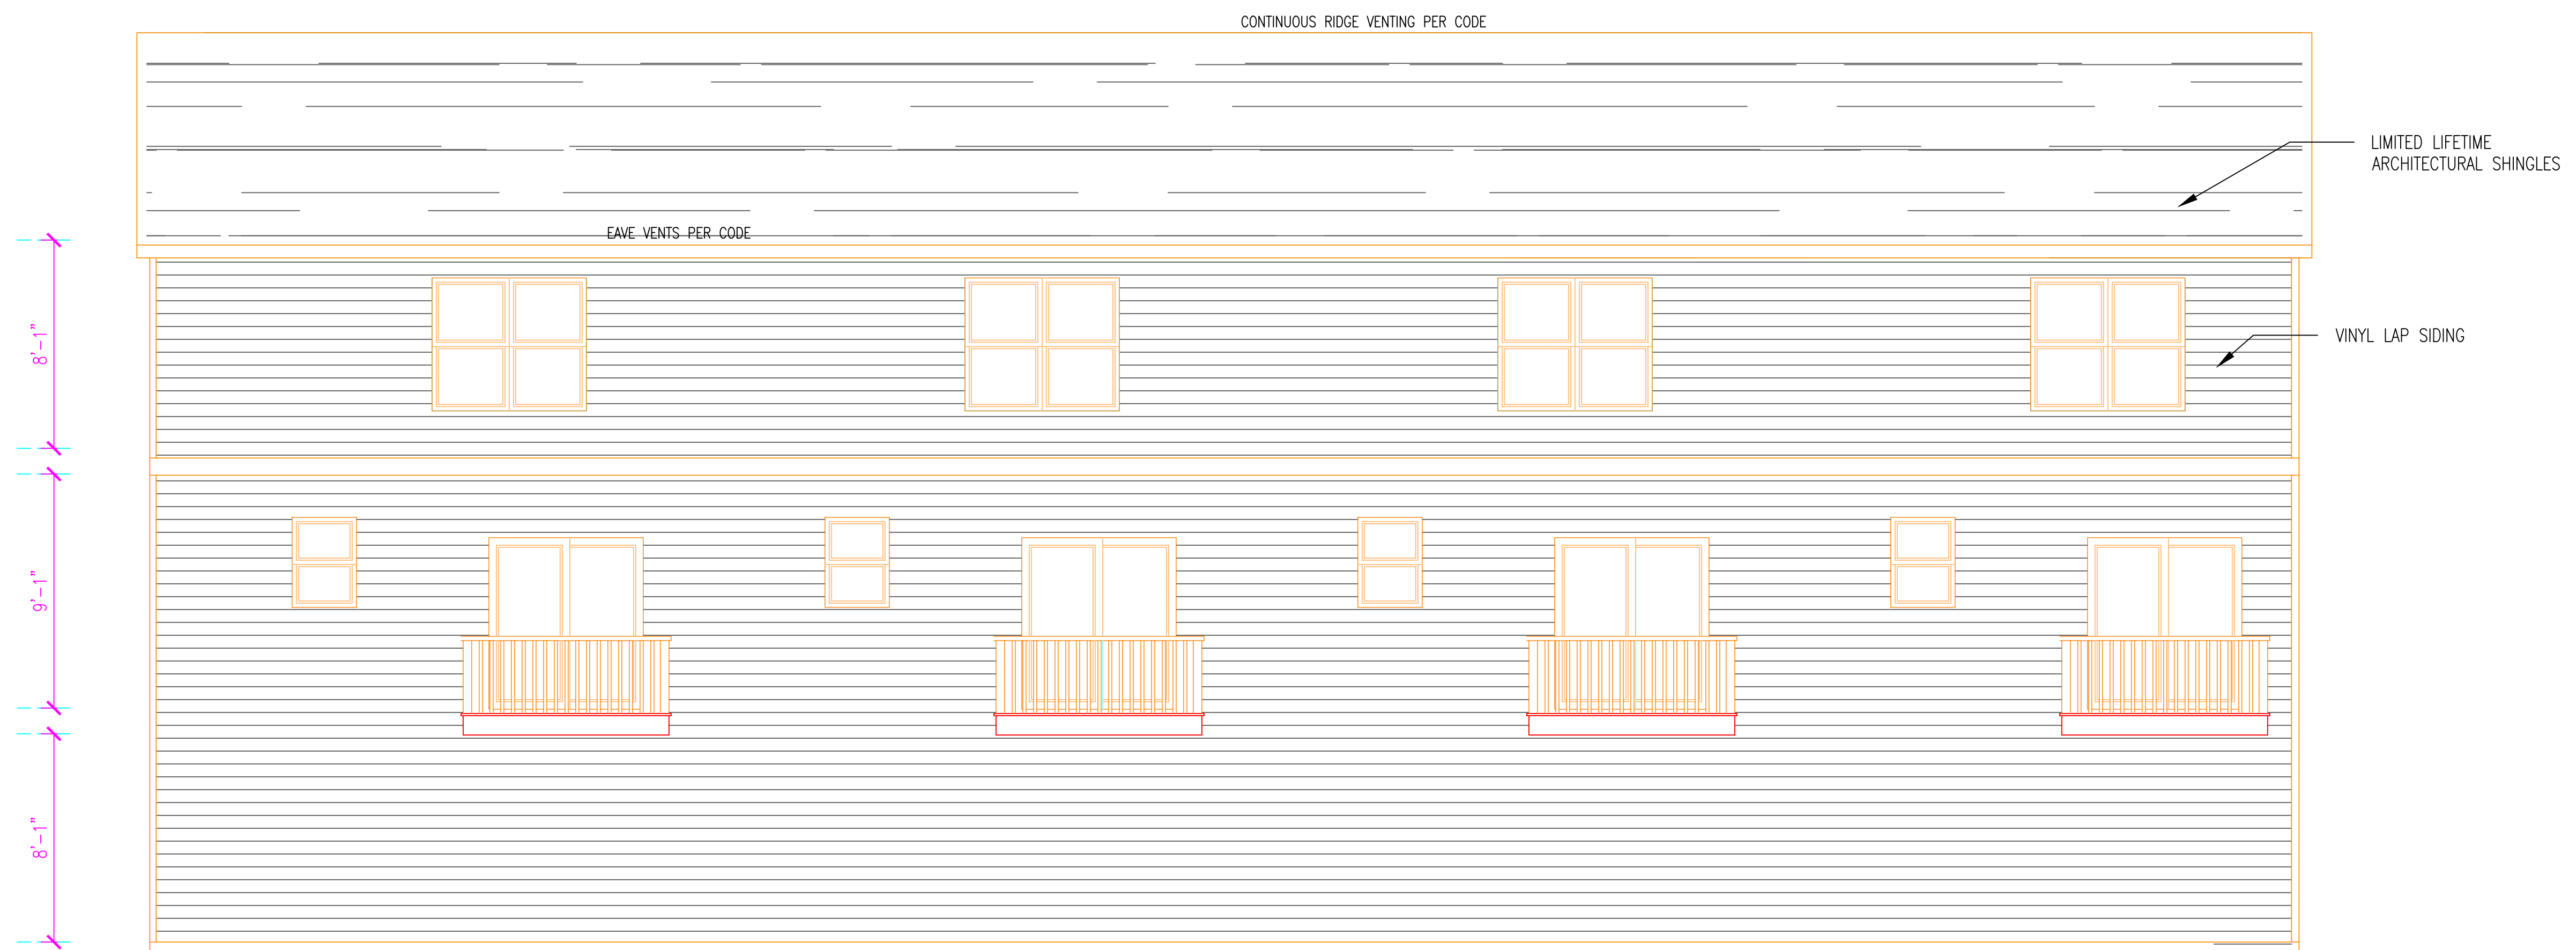 CONTINUOUS RIDGE VENTING PER CODE
LIMITED LIFETIME
ARCHITECTURAL SHINGLES
EAVE VENTS PER CODE
8'-1"
VINYL LAP SIDING
9'-1"
8'-1"